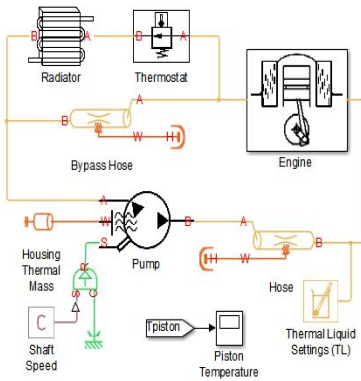 B A B A
Radiator Thermostat
A
B
W H
Bypass Hose
Engine
A
W B A
S
H W B
Pump
Housing
Thermal
Mass
R
S C
Hose
C
Shaft
Speed
Tpiston
Piston
Temperature
Thermal Liquid
Settings (TL)